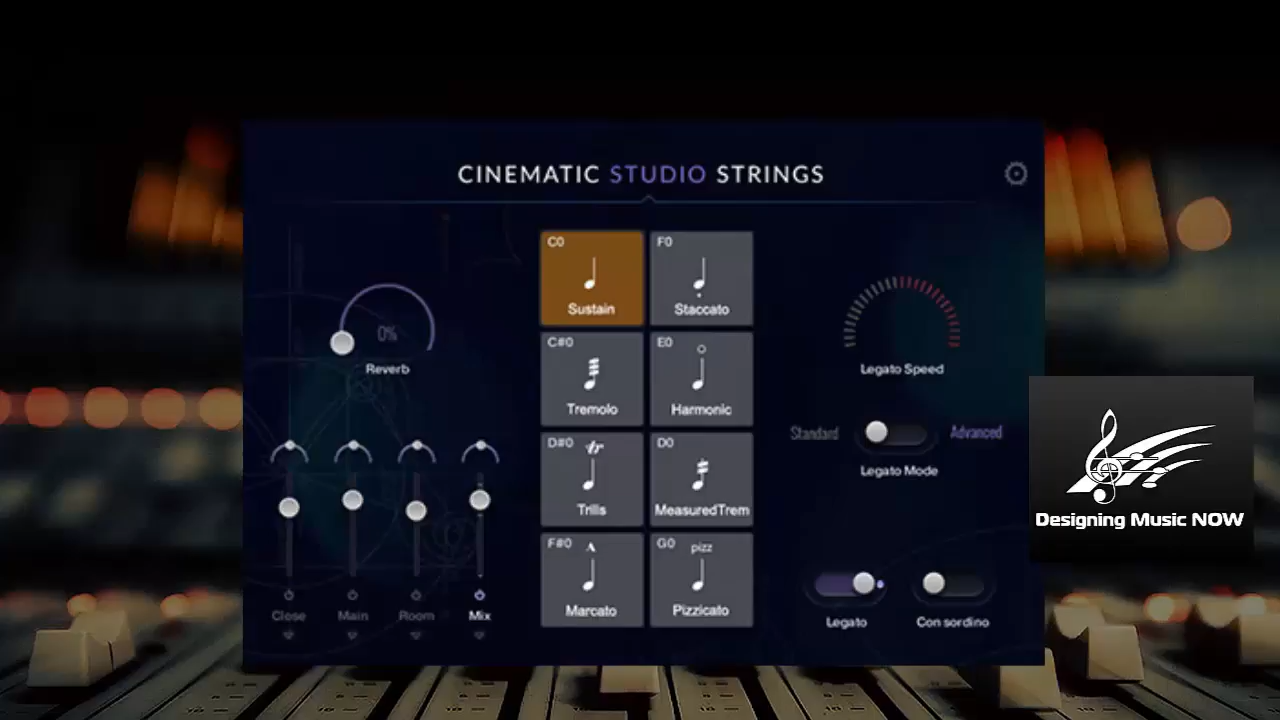 CINEMATIC STUDIO STRINGS
C0
Sustain
F0
Staccato
0%
Reverb
C#0
Tremolo
E0
Harmonic
Legato Speed
Standard
Advanced
Legato Mode
D#0
tr
Trills
D0
MeasuredTrem
Designing Music NOW
F#0
Marcato
G0
pizz
Pizzicato
Close
Main
Room
Mix
Legato
Con sordino